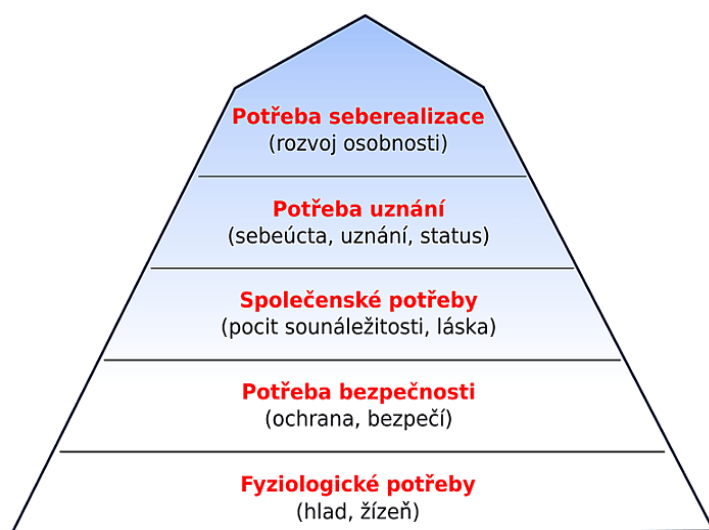 Potřeba seberealizace
(rozvoj osobnosti)
Potřeba uznání
(sebeúcta, uznání, status)
Společenské potřeby
(pocit sounáležitosti, láska)
Potřeba bezpečnosti
(ochrana, bezpečí)
Fyziologické potřeby
(hlad, žízeň)